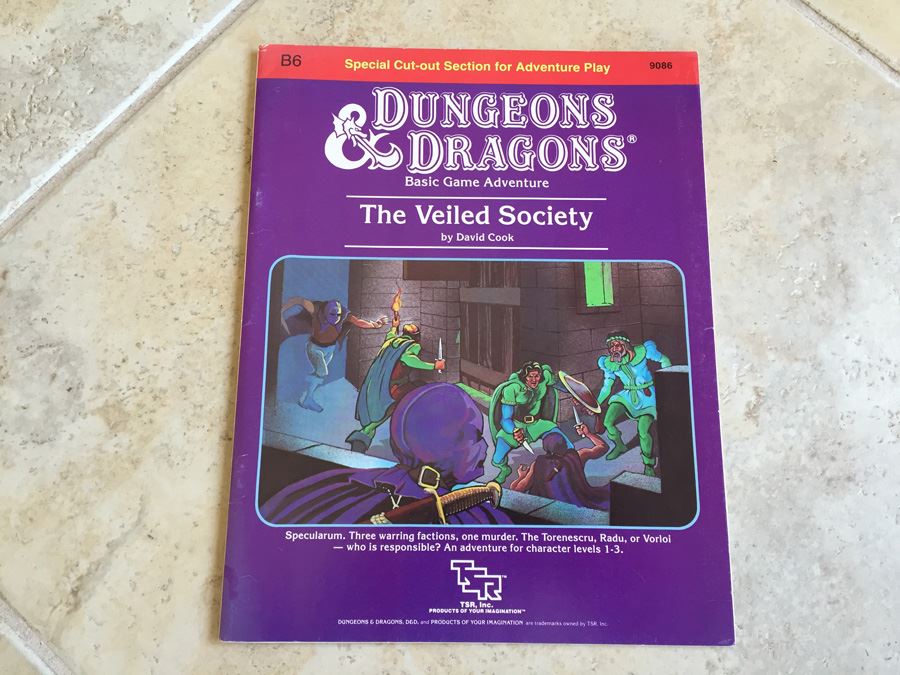 B6
Special Cut-out Section for Adventure Play
9086
DUNGEONS
& DRAGONS®
Basic Game Adventure
The Veiled Society
by David Cook
Specularum. Three warring factions, one murder. The Torenescru, Radu, or Vorloi
— who is responsible? An adventure for character levels 1-3.
TSR™
TSR, Inc.
PRODUCTS OF YOUR IMAGINATION™
DUNGEONS & DRAGONS, D&D, and PRODUCTS OF YOUR IMAGINATION are trademarks owned by TSR, Inc.